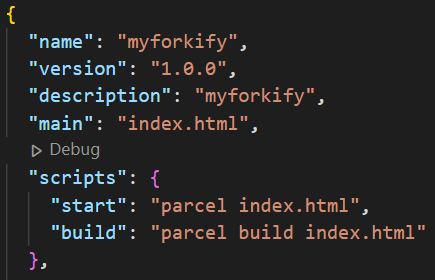 {
"name": "myforkify",
"version": "1.0.0",
"description": "myforkify",
"main": "index.html",
Debug
"scripts": {
"start": "parcel index.html",
"build": "parcel build index.html"
},